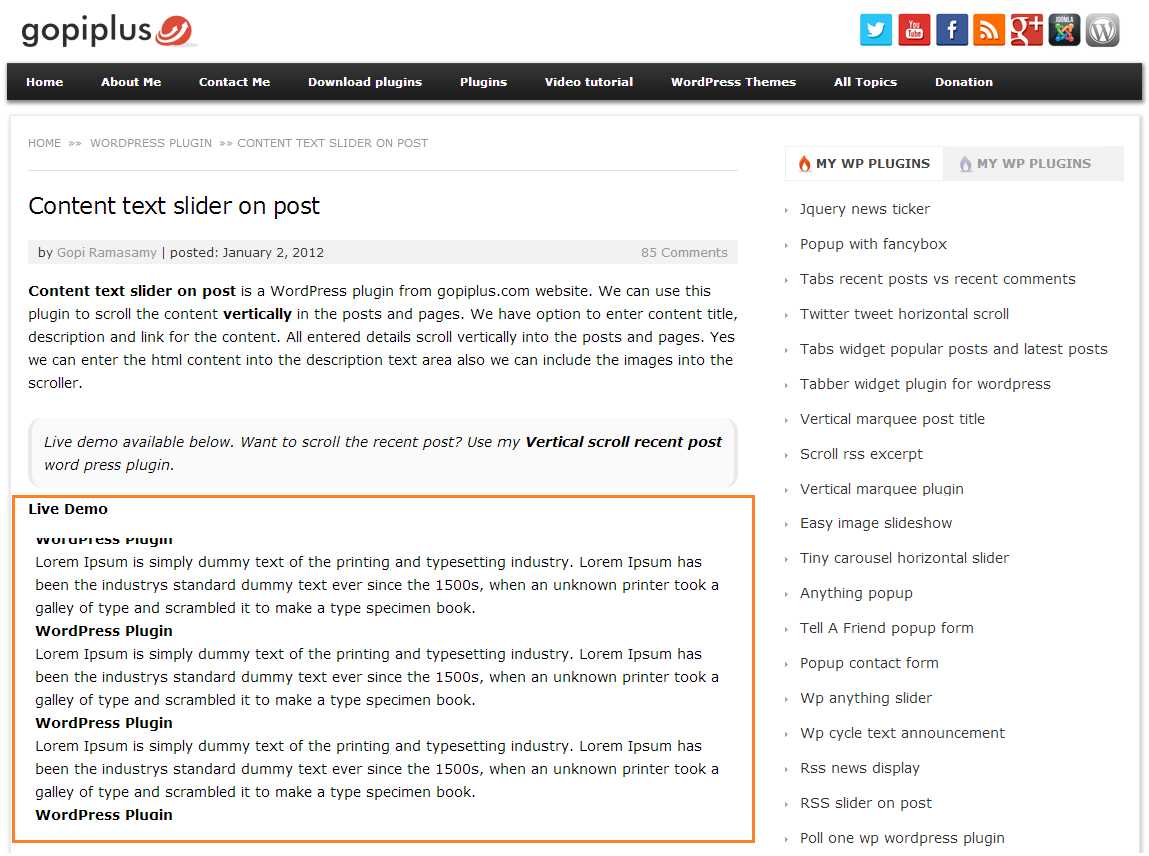 gopiplus
You
Tube
f
g+
JOOMLA
W
Home About Me Contact Me Download plugins Plugins Video tutorial WordPress Themes All Topics Donation
HOME »» WORDPRESS PLUGIN »» CONTENT TEXT SLIDER ON POST
Content text slider on post
by Gopi Ramasamy | posted: January 2, 2012 85 Comments
Content text slider on post is a WordPress plugin from gopiplus.com website. We can use this
plugin to scroll the content vertically in the posts and pages. We have option to enter content title,
description and link for the content. All entered details scroll vertically into the posts and pages. Yes
we can enter the html content into the description text area also we can include the images into the
scroller.
Live demo available below. Want to scroll the recent post? Use my Vertical scroll recent post
word press plugin.
Live Demo
WordPress Plugin
Lorem Ipsum is simply dummy text of the printing and typesetting industry. Lorem Ipsum has
been the industrys standard dummy text ever since the 1500s, when an unknown printer took a
galley of type and scrambled it to make a type specimen book.
WordPress Plugin
Lorem Ipsum is simply dummy text of the printing and typesetting industry. Lorem Ipsum has
been the industrys standard dummy text ever since the 1500s, when an unknown printer took a
galley of type and scrambled it to make a type specimen book.
WordPress Plugin
Lorem Ipsum is simply dummy text of the printing and typesetting industry. Lorem Ipsum has
been the industrys standard dummy text ever since the 1500s, when an unknown printer took a
galley of type and scrambled it to make a type specimen book.
WordPress Plugin
MY WP PLUGINS MY WP PLUGINS
Jquery news ticker
Popup with fancybox
Tabs recent posts vs recent comments
Twitter tweet horizontal scroll
Tabs widget popular posts and latest posts
Tabber widget plugin for wordpress
Vertical marquee post title
Scroll rss excerpt
Vertical marquee plugin
Easy image slideshow
Tiny carousel horizontal slider
Anything popup
Tell A Friend popup form
Popup contact form
Wp anything slider
Wp cycle text announcement
Rss news display
RSS slider on post
Poll one wp wordpress plugin